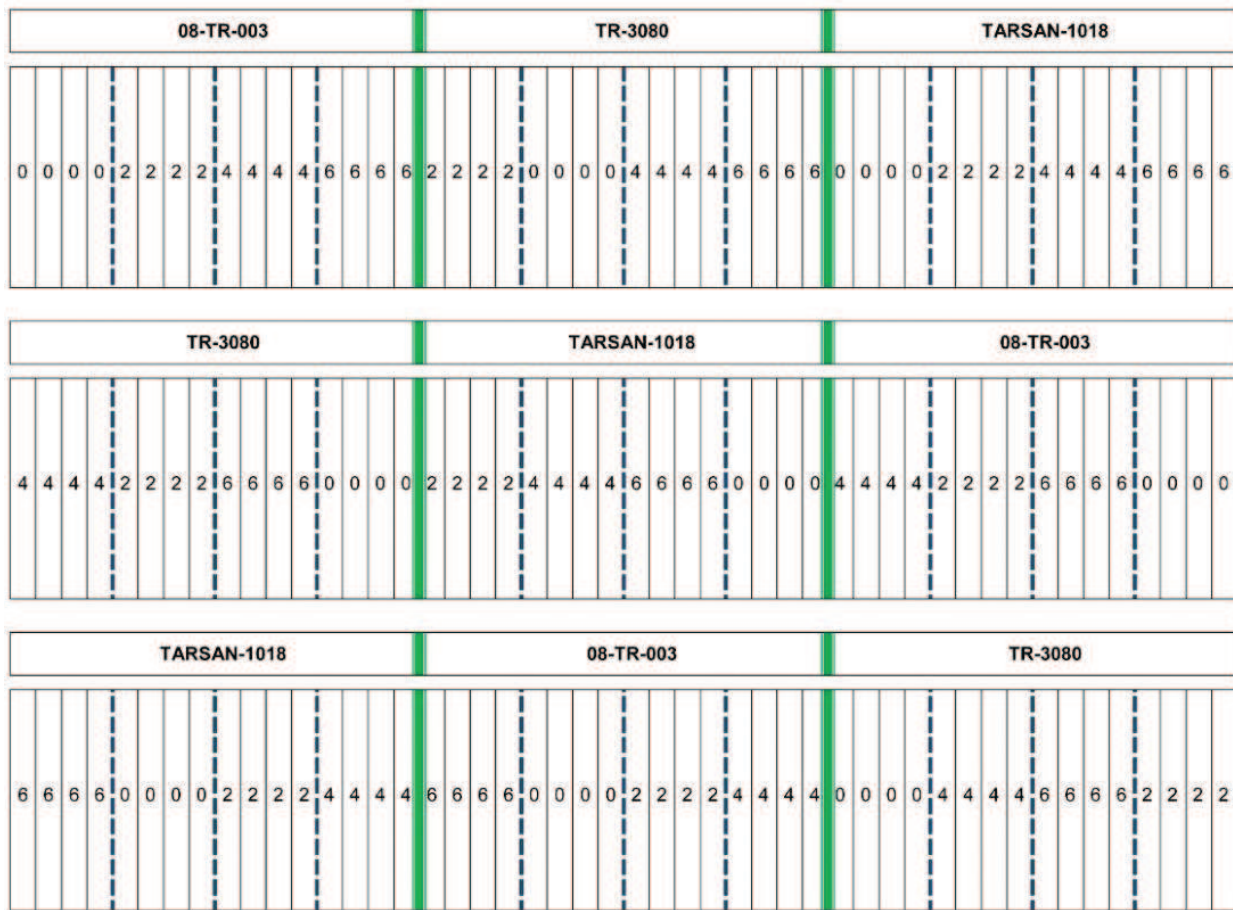 08-TR-003 TR-3080 TARSAN-1018
0 0 0 0 2 2 2 2 4 4 4 4 6 6 6 6 2 2 2 2 0 0 0 0 4 4 4 4 6 6 6 6 0 0 0 0 2 2 2 2 4 4 4 4 6 6 6 6
TR-3080 TARSAN-1018 08-TR-003
4 4 4 4 2 2 2 2 6 6 6 6 0 0 0 0 2 2 2 2 4 4 4 4 6 6 6 6 0 0 0 0 4 4 4 4 2 2 2 2 6 6 6 6 0 0 0 0
TARSAN-1018 08-TR-003 TR-3080
6 6 6 6 0 0 0 0 2 2 2 2 4 4 4 4 6 6 6 6 0 0 0 0 2 2 2 2 4 4 4 4 0 0 0 0 4 4 4 4 6 6 6 6 2 2 2 2